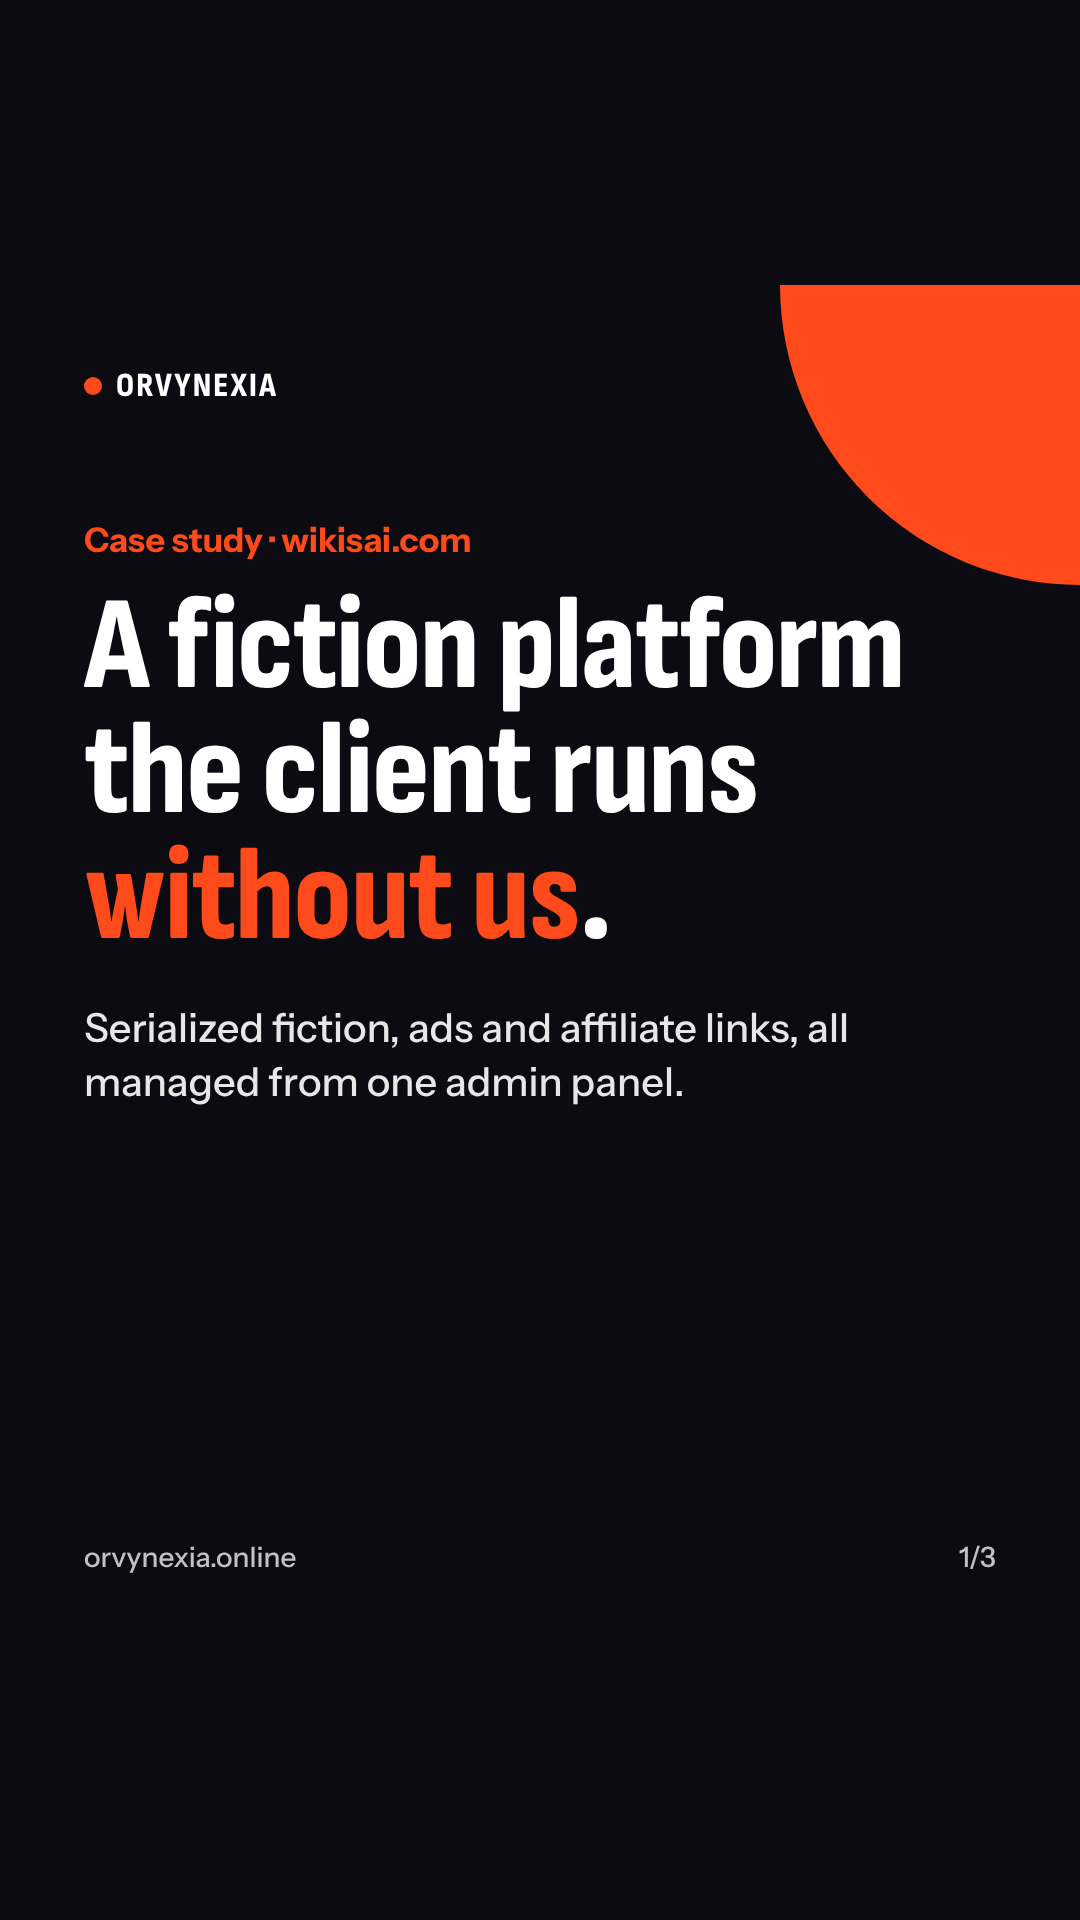 ORVYNEXIA
Case study · wikisai.com
A fiction platform
the client runs
without us.
Serialized fiction, ads and affiliate links, all
managed from one admin panel.
orvynexia.online
1/3